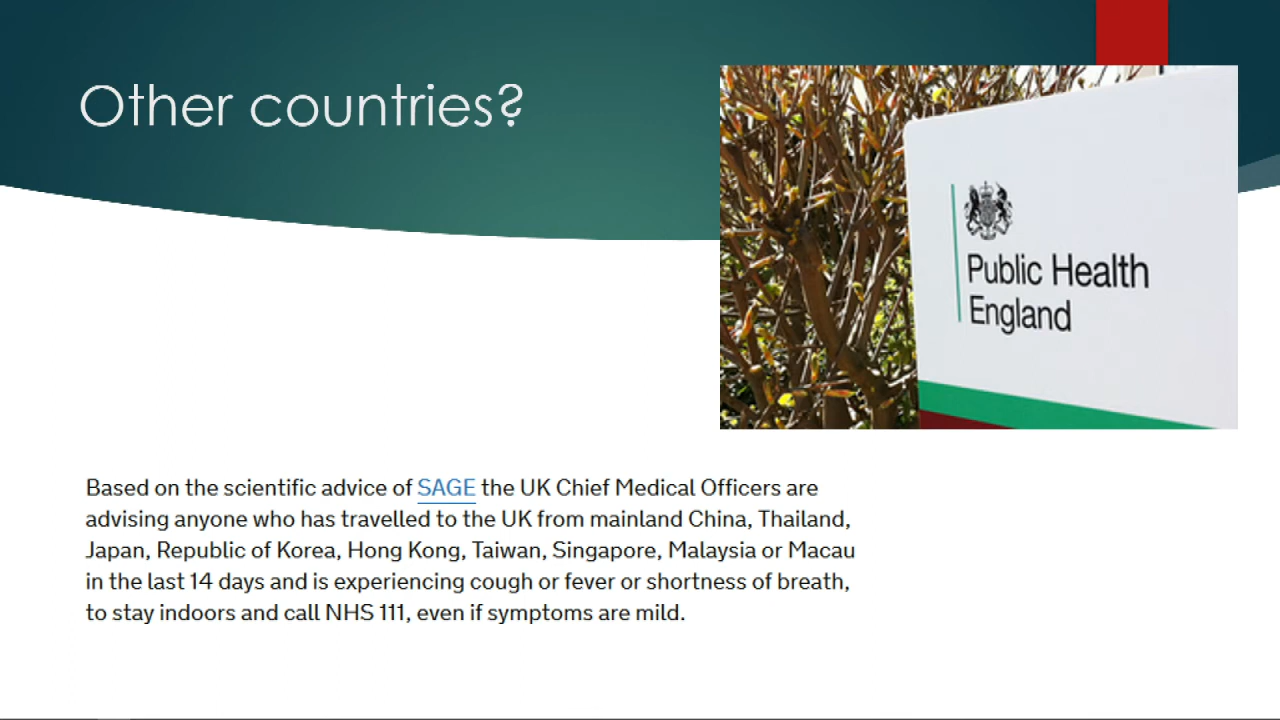 Other countries?
Public Health
England
Based on the scientific advice of SAGE the UK Chief Medical Officers are
advising anyone who has travelled to the UK from mainland China, Thailand,
Japan, Republic of Korea, Hong Kong, Taiwan, Singapore, Malaysia or Macau
in the last 14 days and is experiencing cough or fever or shortness of breath,
to stay indoors and call NHS 111, even if symptoms are mild.